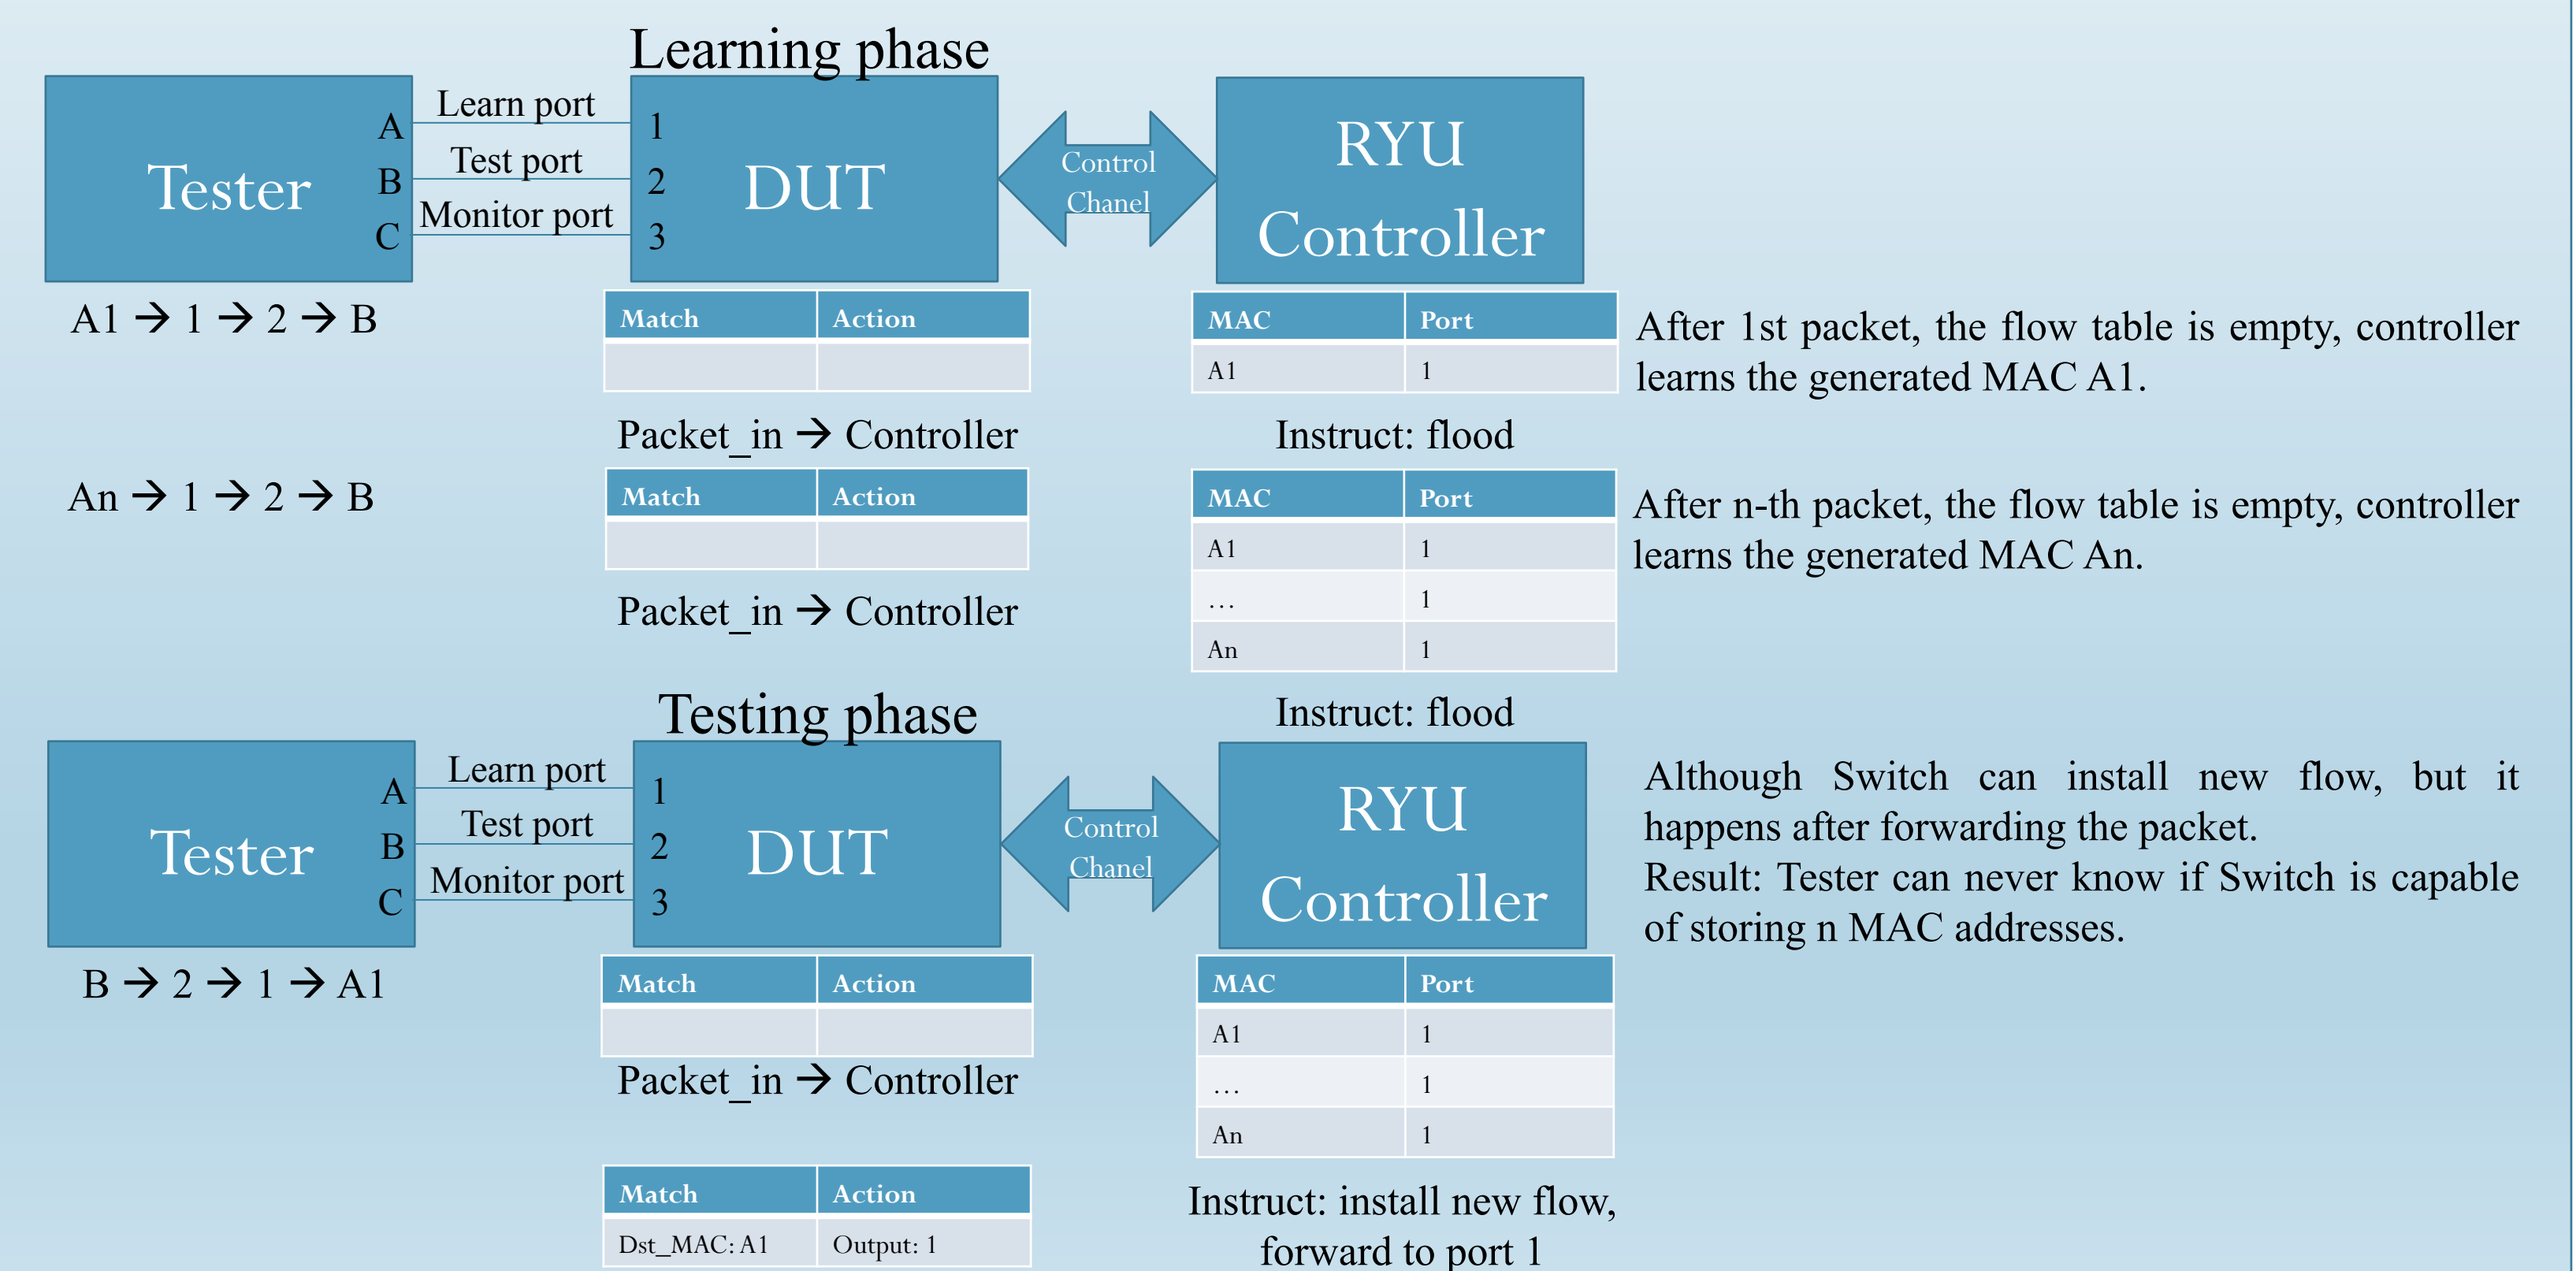 Learning phase
Tester
A
B
C
Learn port
Test port
Monitor port
1
2
3
DUT
Control
Chanel
RYU
Controller
A1 → 1 → 2 → B
Match Action
Packet_in → Controller
MAC Port
A1 1
Instruct: flood
After 1st packet, the flow table is empty, controller
learns the generated MAC A1.
An → 1 → 2 → B
Match Action
Packet_in → Controller
MAC Port
A1 1
… 1
An 1
Instruct: flood
After n-th packet, the flow table is empty, controller
learns the generated MAC An.
Testing phase
Tester
A
B
C
Learn port
Test port
Monitor port
1
2
3
DUT
Control
Chanel
RYU
Controller
Although Switch can install new flow, but it
happens after forwarding the packet.
Result: Tester can never know if Switch is capable
of storing n MAC addresses.
B → 2 → 1 → A1
Match Action
Packet_in → Controller
MAC Port
A1 1
… 1
An 1
Match Action
Dst_MAC: A1 Output: 1
Instruct: install new flow,
forward to port 1